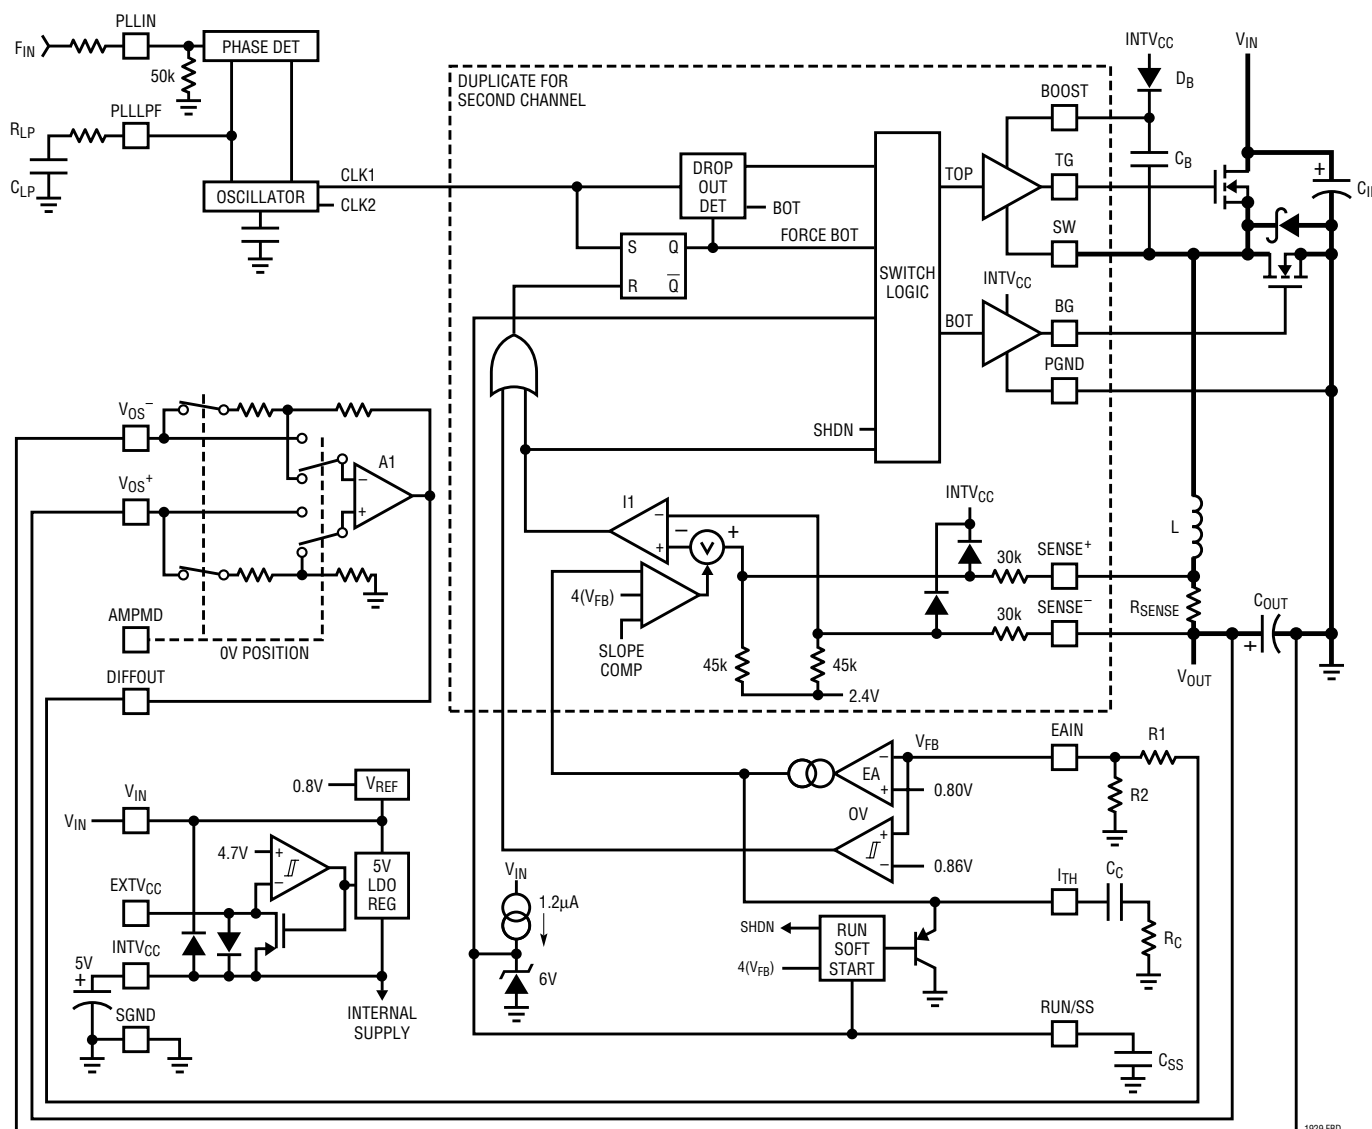 PLLIN
F_IN
PHASE DET
50k
PLLLPF
R_LP
C_LP
OSCILLATOR
CLK1
CLK2
DUPLICATE FOR
SECOND CHANNEL
DROP
OUT
DET
BOT
S Q
R Q̅
FORCE BOT
SWITCH
LOGIC
TOP
BOT
SHDN
INTV_CC
BOOST
TG
SW
BG
PGND
INTV_CC
D_B
C_B
V_IN
+
V_OS^−
V_OS^+
A1
−
+
AMPMD
0V POSITION
DIFFOUT
I1
−
+
− V +
4(V_FB)
SLOPE
COMP
45k
45k
2.4V
INTV_CC
30k
SENSE^+
30k
SENSE^−
L
R_SENSE
C_OUT
+
V_OUT
EAIN
R1
R2
V_FB
EA
−
+
0.80V
OV
+
−
0.86V
I_TH
C_C
R_C
V_IN
1.2µA
6V
SHDN
4(V_FB)
RUN
SOFT
START
RUN/SS
C_SS
V_IN
V_IN
0.8V
V_REF
4.7V
+
−
5V
LDO
REG
EXTV_CC
INTV_CC
5V
+
SGND
INTERNAL
SUPPLY